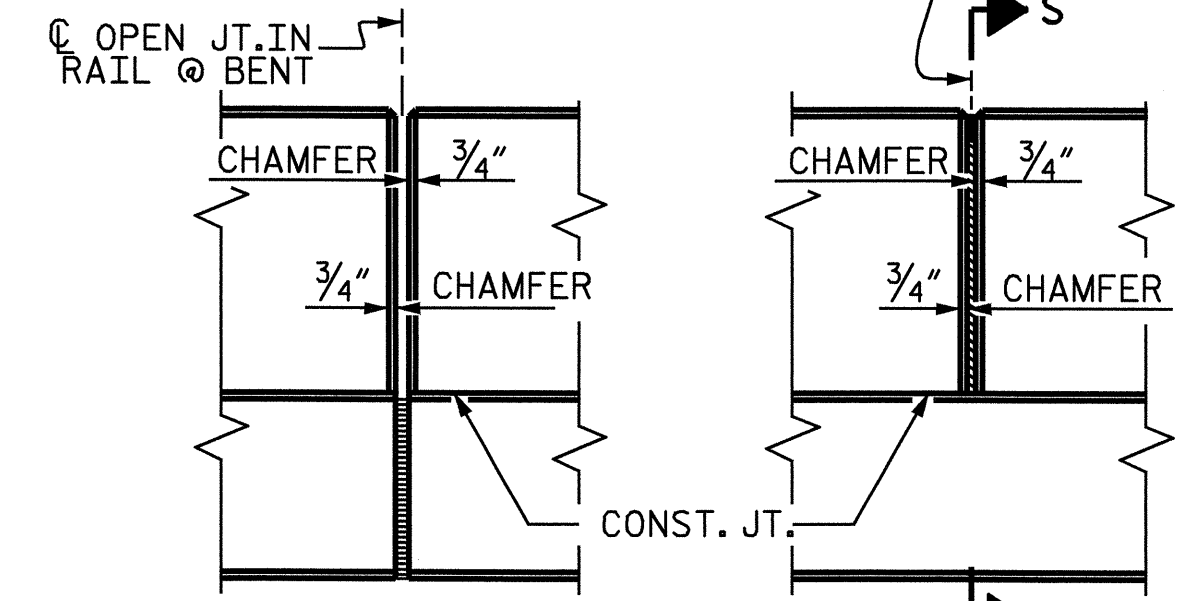 ℄ OPEN JT.IN
RAIL @ BENT
S
CHAMFER 3/4"
CHAMFER 3/4"
3/4" CHAMFER
3/4" CHAMFER
CONST. JT.